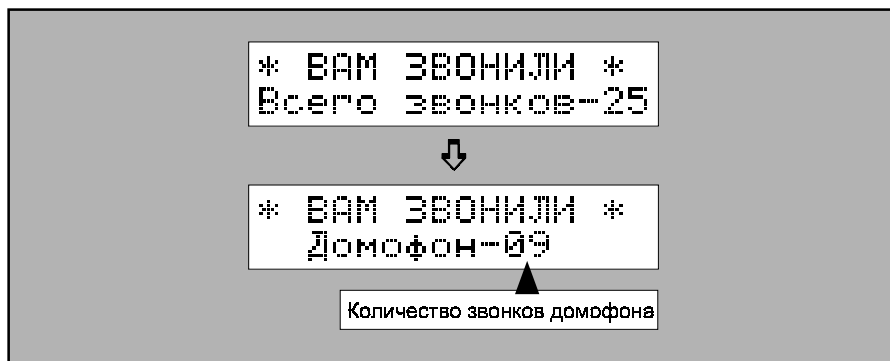 * ВАМ ЗВОНИЛИ *
Всего звонков-25
* ВАМ ЗВОНИЛИ *
Домофон-09
Количество звонков домофона